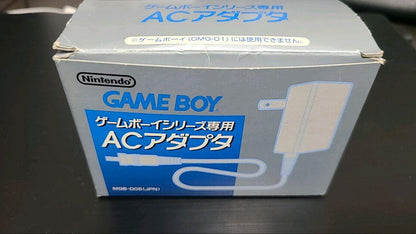 ゲームボーイシリーズ専用
ACアダプタ
※ゲームボーイ(DMG-01)には使用できません。
Nintendo
GAME BOY
ゲームボーイシリーズ専用
ACアダプタ
MGB-005(JPN)